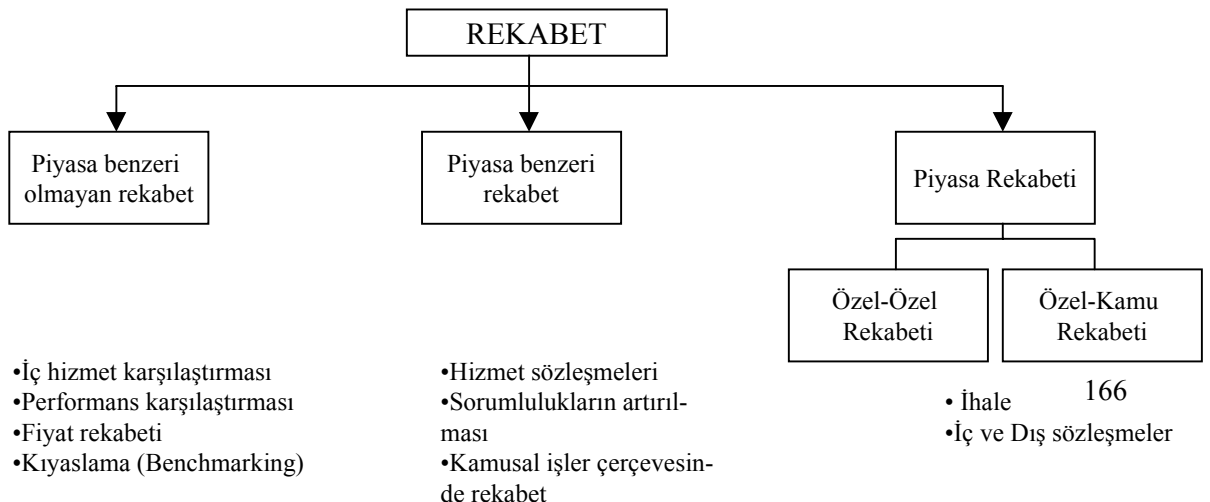 REKABET
Piyasa benzeri
olmayan rekabet
Piyasa benzeri
rekabet
Piyasa Rekabeti
Özel-Özel
Rekabeti
Özel-Kamu
Rekabeti
•İç hizmet karşılaştırması
•Performans karşılaştırması
•Fiyat rekabeti
•Kıyaslama (Benchmarking)
•Hizmet sözleşmeleri
•Sorumlulukların artırıl-
ması
•Kamusal işler çerçevesin-
de rekabet
166
• İhale
•İç ve Dış sözleşmeler